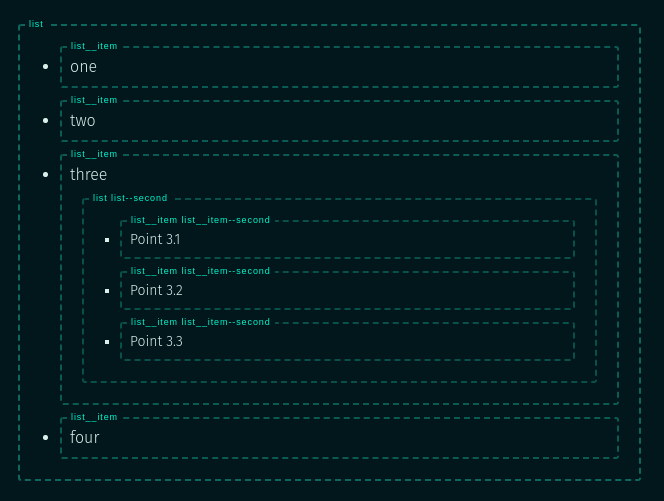 list
list__item
one
list__item
two
list__item
three
list list--second
list__item list__item--second
Point 3.1
list__item list__item--second
Point 3.2
list__item list__item--second
Point 3.3
list__item
four